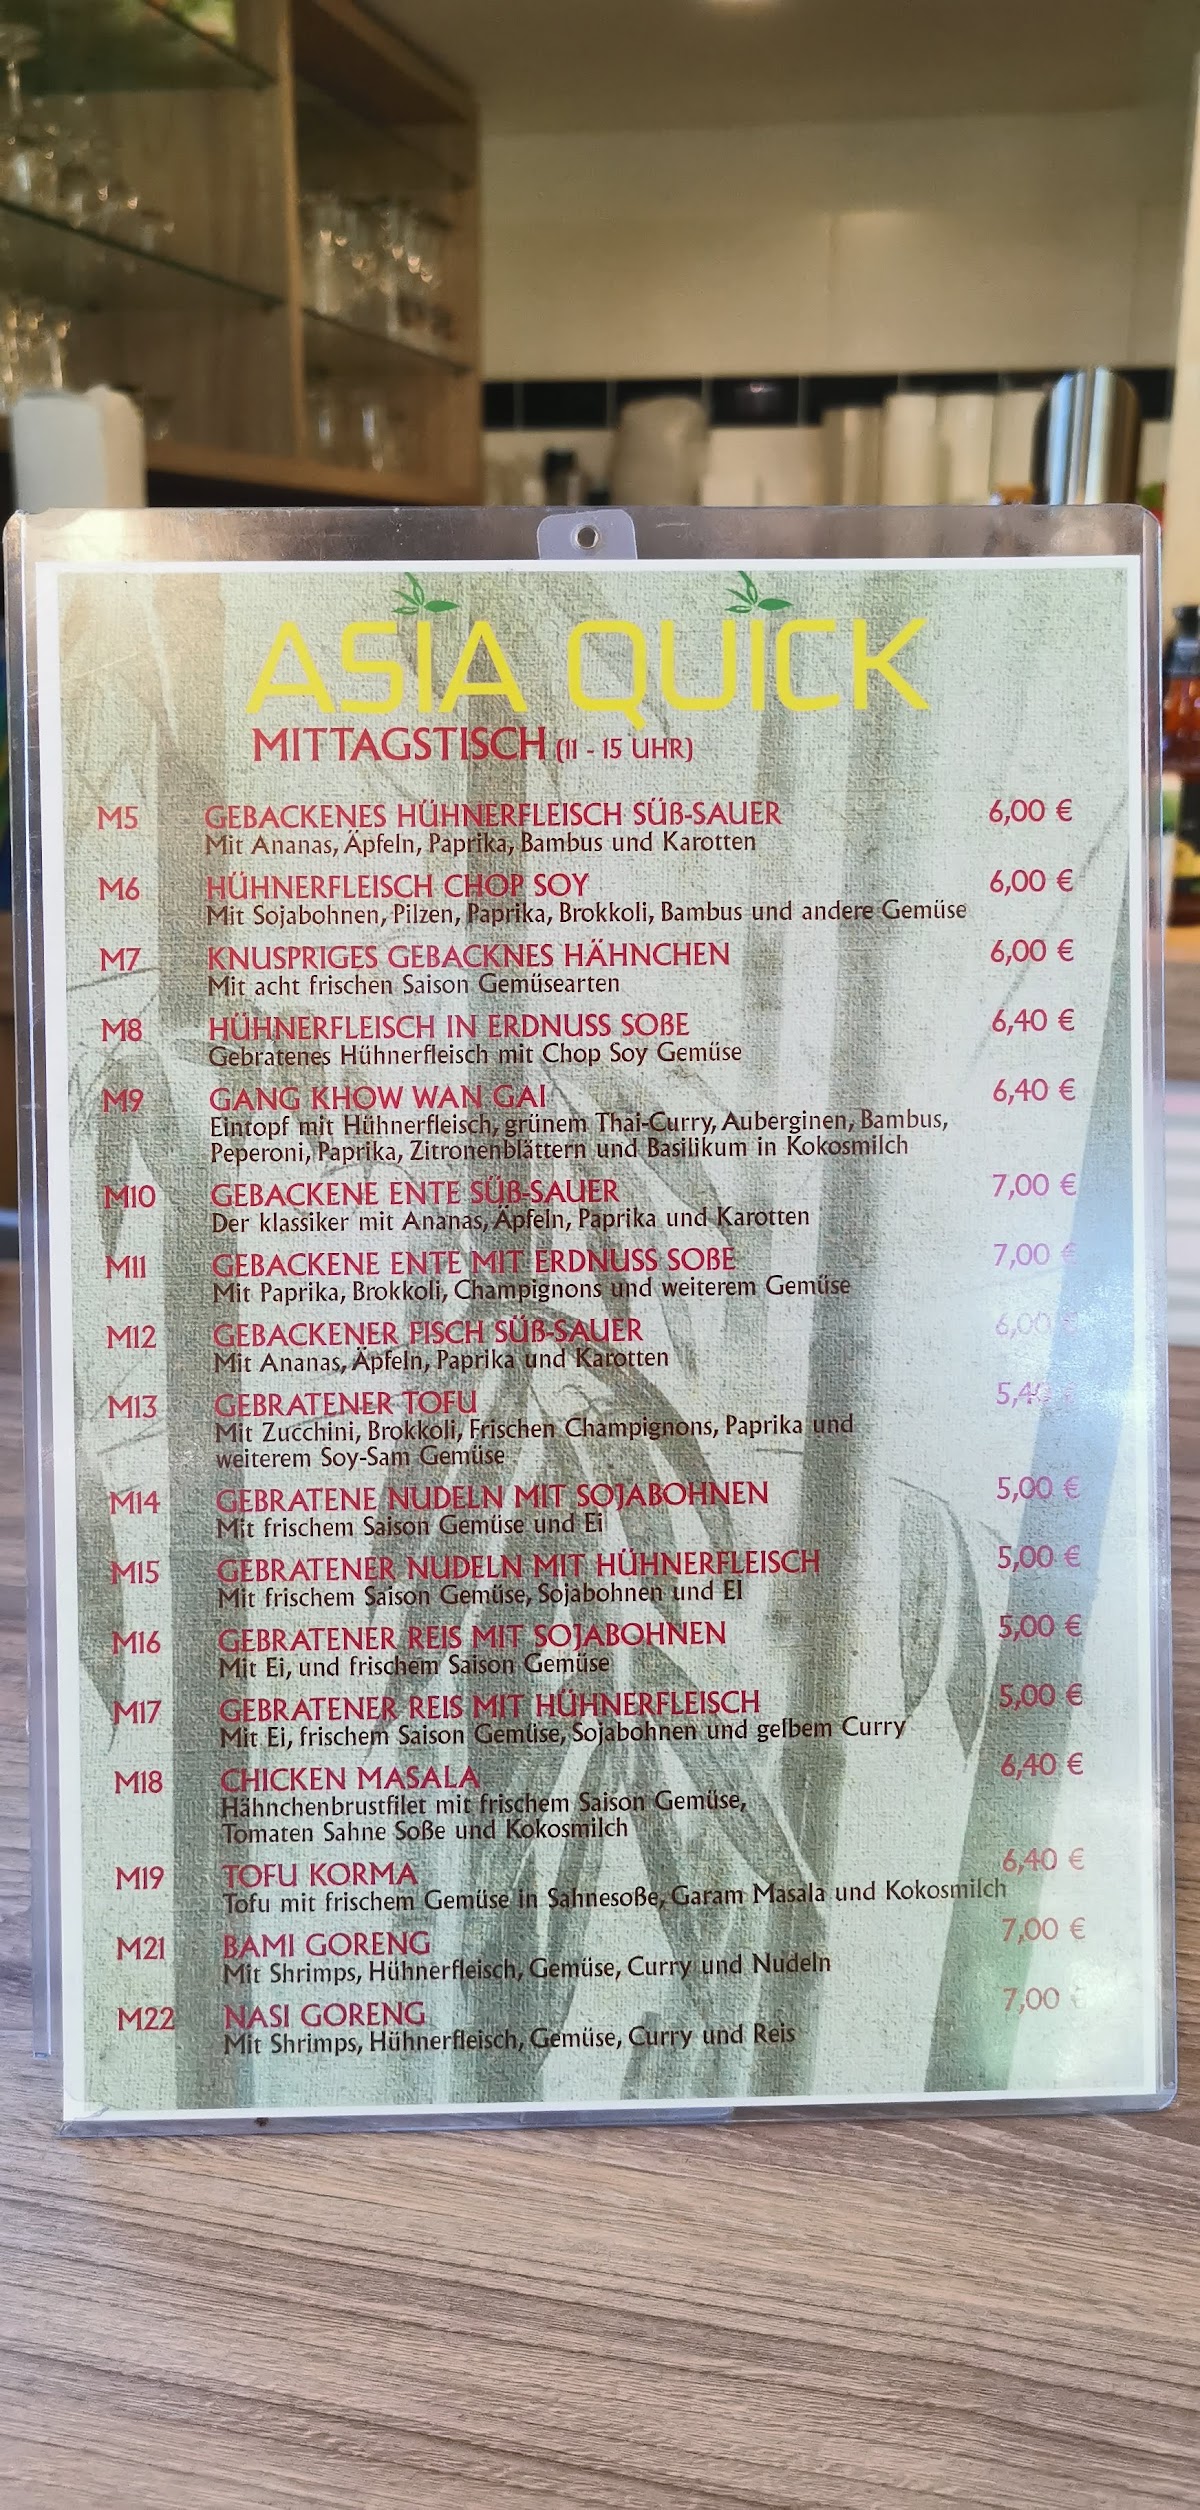 ASIA QUICK
MITTAGSTISCH (11 - 15 UHR)
M5 GEBACKENES HÜHNERFLEISCH SÜß-SAUER 6,00 €
Mit Ananas, Äpfeln, Paprika, Bambus und Karotten
M6 HÜHNERFLEISCH CHOP SOY 6,00 €
Mit Sojabohnen, Pilzen, Paprika, Brokkoli, Bambus und andere Gemüse
M7 KNUSPRIGES GEBACKNES HÄHNCHEN 6,00 €
Mit acht frischen Saison Gemüsearten
M8 HÜHNERFLEISCH IN ERDNUSS SOßE 6,40 €
Gebratenes Hühnerfleisch mit Chop Soy Gemüse
M9 GANG KHOW WAN GAI 6,40 €
Eintopf mit Hühnerfleisch, grünem Thai-Curry, Auberginen, Bambus,
Peperoni, Paprika, Zitronenblättern und Basilikum in Kokosmilch
M10 GEBACKENE ENTE SÜß-SAUER 7,00 €
Der klassiker mit Ananas, Äpfeln, Paprika und Karotten
M11 GEBACKENE ENTE MIT ERDNUSS SOßE 7,00 €
Mit Paprika, Brokkoli, Champignons und weiterem Gemüse
M12 GEBACKENER FISCH SÜß-SAUER 6,00 €
Mit Ananas, Äpfeln, Paprika und Karotten
M13 GEBRATENER TOFU 5,40 €
Mit Zucchini, Brokkoli, Frischen Champignons, Paprika und
weiterem Soy-Sam Gemüse
M14 GEBRATENE NUDELN MIT SOJABOHNEN 5,00 €
Mit frischem Saison Gemüse und Ei
M15 GEBRATENER NUDELN MIT HÜHNERFLEISCH 5,00 €
Mit frischem Saison Gemüse, Sojabohnen und EI
M16 GEBRATENER REIS MIT SOJABOHNEN 5,00 €
Mit Ei, und frischem Saison Gemüse
M17 GEBRATENER REIS MIT HÜHNERFLEISCH 5,00 €
Mit Ei, frischem Saison Gemüse, Sojabohnen und gelbem Curry
M18 CHICKEN MASALA 6,40 €
Hähnchenbrustfilet mit frischem Saison Gemüse,
Tomaten Sahne Soße und Kokosmilch
M19 TOFU KORMA 6,40 €
Tofu mit frischem Gemüse in Sahnesoße, Garam Masala und Kokosmilch
M21 BAMI GORENG 7,00 €
Mit Shrimps, Hühnerfleisch, Gemüse, Curry und Nudeln
M22 NASI GORENG 7,00 €
Mit Shrimps, Hühnerfleisch, Gemüse, Curry und Reis